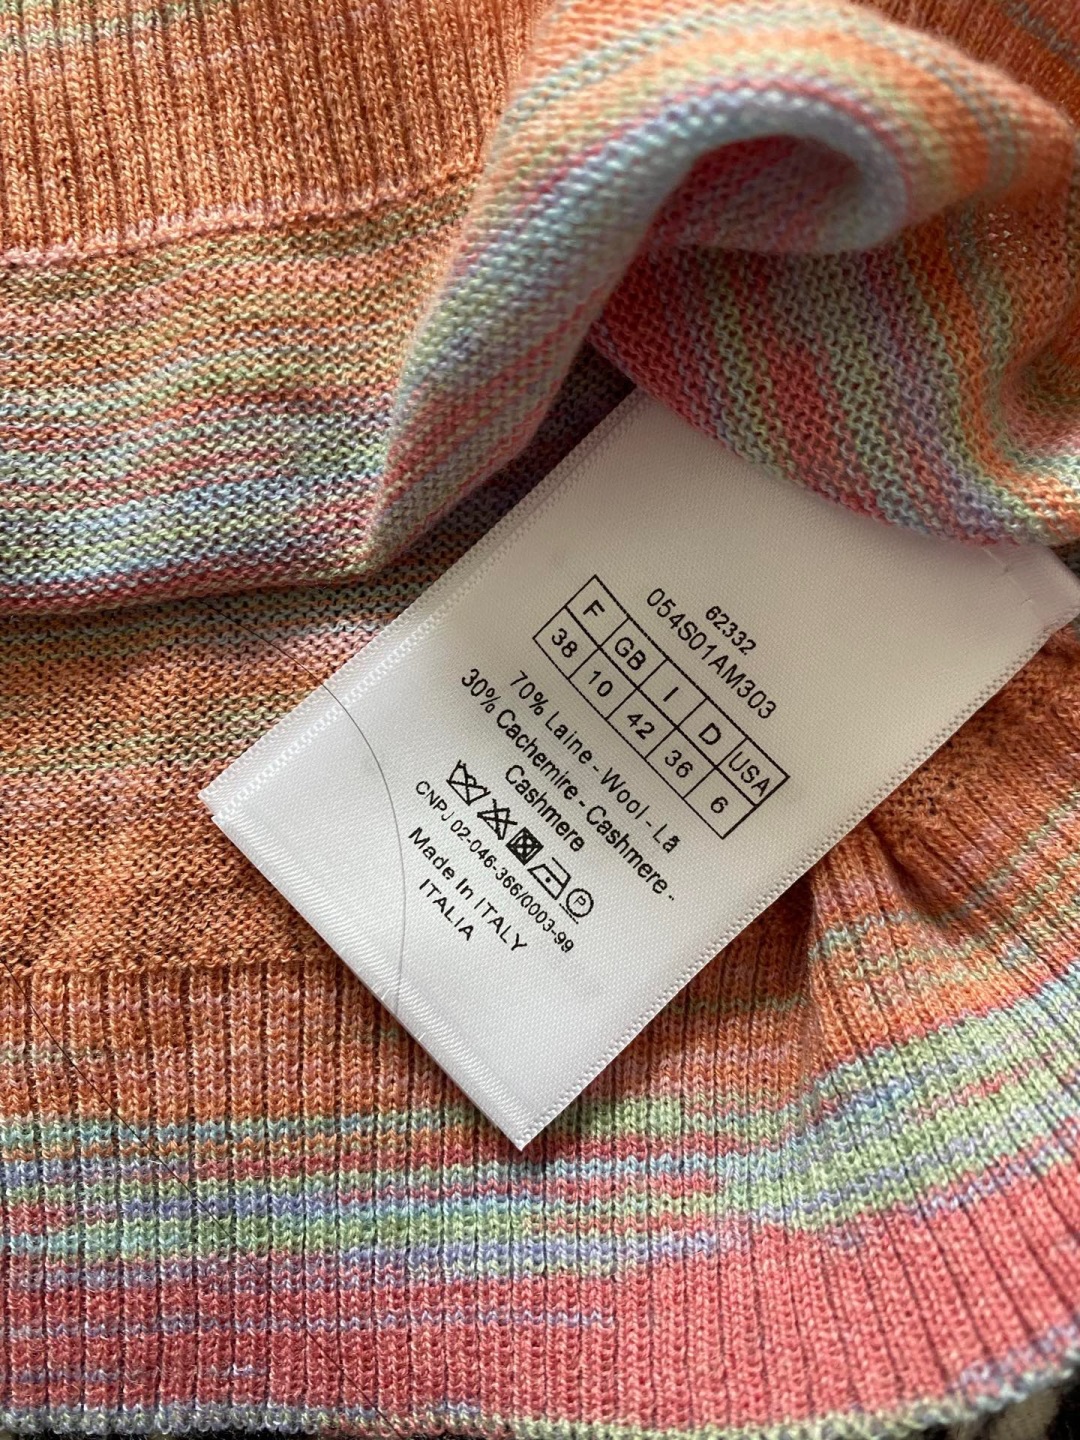 62332
054S01AM303
F GB I D USA
38 10 42 36 6
70% Laine - Wool - Lã
30% Cachemire - Cashmere -
Cashmere
P
CNPJ 02-046-366/0003-99
Made In ITALY
ITALIA